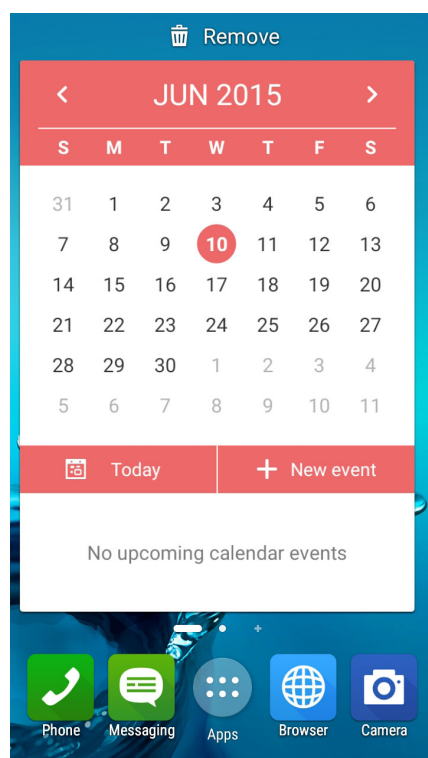 Remove
JUN 2015
S M T W T F S
31 1 2 3 4 5 6
7 8 9 10 11 12 13
14 15 16 17 18 19 20
21 22 23 24 25 26 27
28 29 30 1 2 3 4
5 6 7 8 9 10 11
Today New event
No upcoming calendar events
Phone Messaging Apps Browser Camera